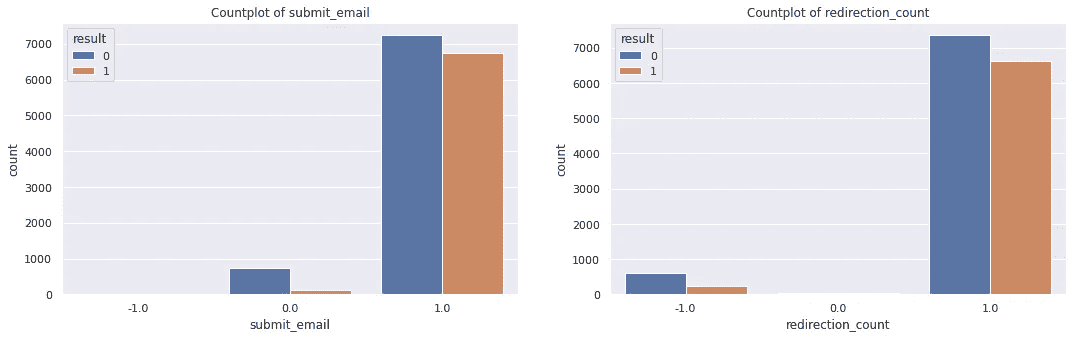 Countplot of submit_email
result
0
1
7000
6000
5000
4000
3000
2000
1000
0
count
-1.0 0.0 1.0
submit_email
Countplot of redirection_count
result
0
1
7000
6000
5000
4000
3000
2000
1000
0
count
-1.0 0.0 1.0
redirection_count